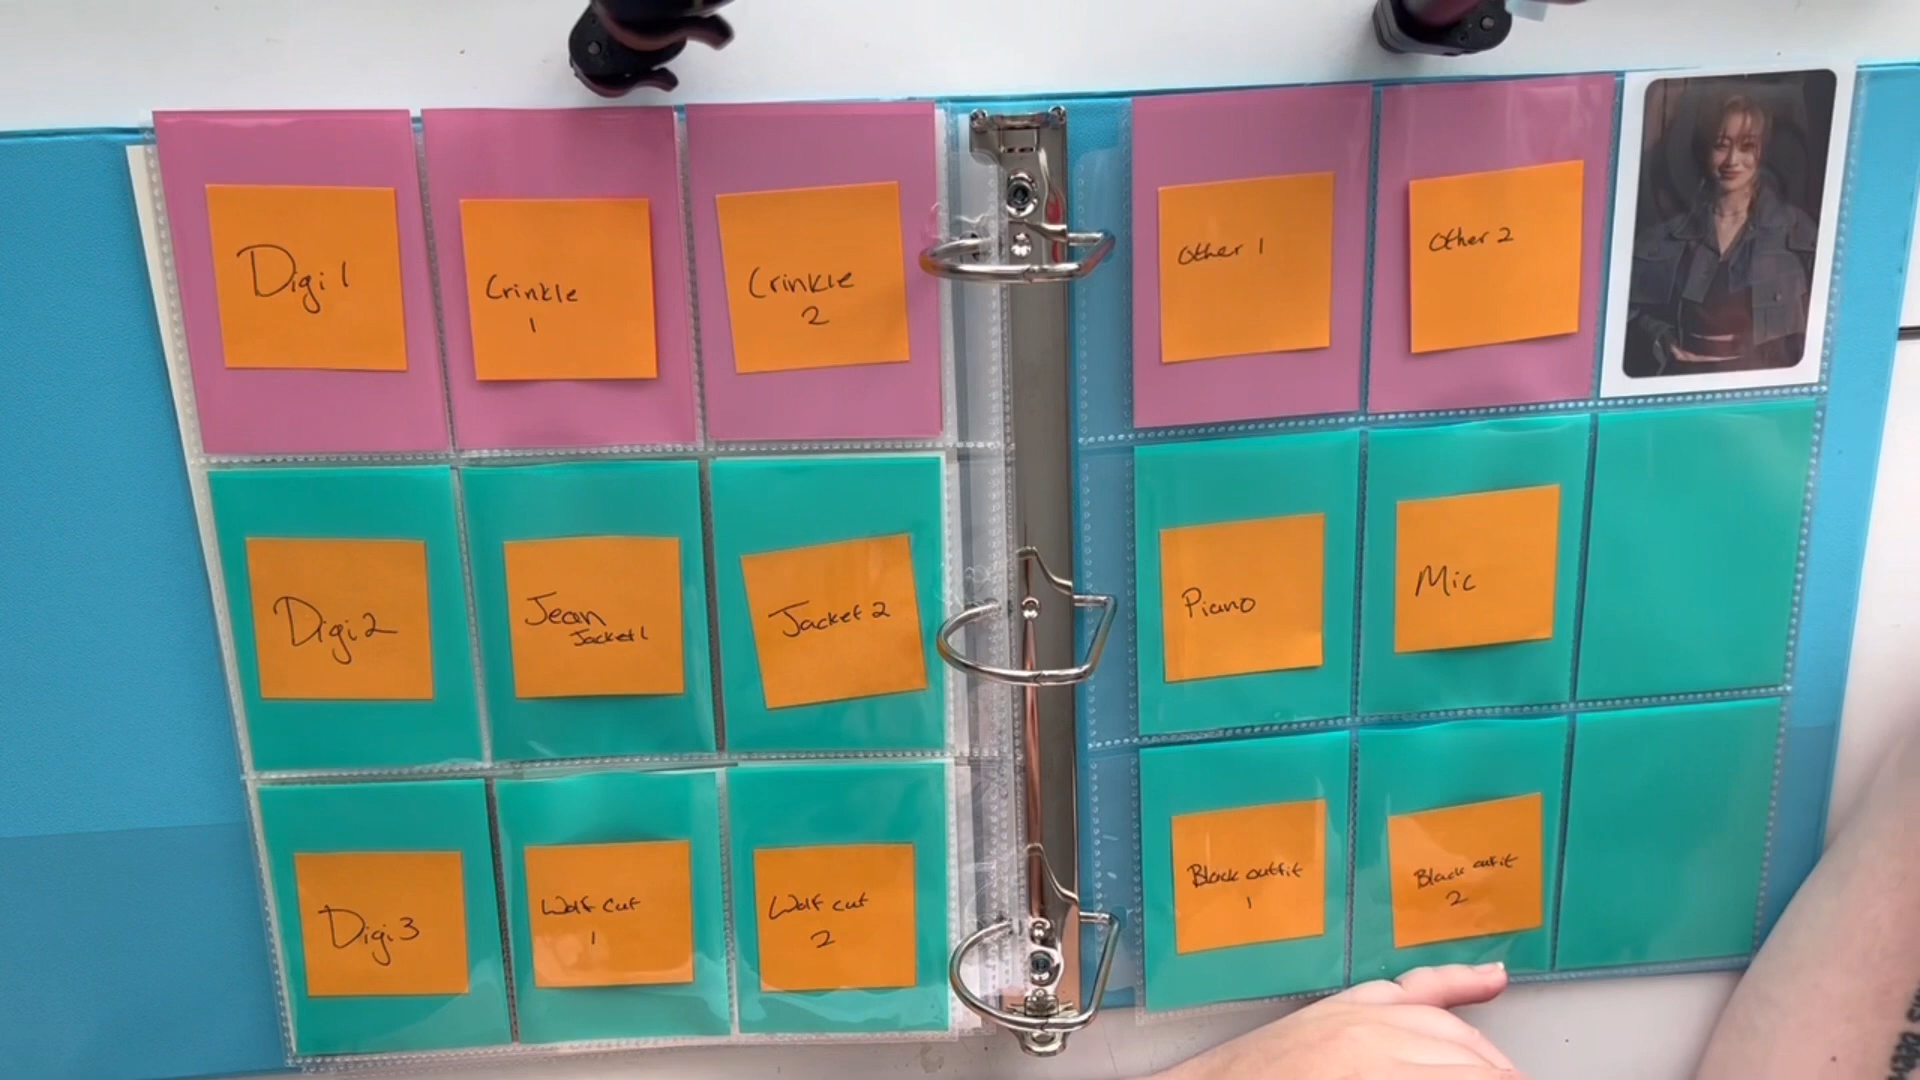 Digi 1
Crinkle
1
Crinkle
2
Other 1
Other 2
Digi 2
Jean
Jacket 1
Jacket 2
Piano
Mic
Digi 3
Wolf cut
1
Wolf cut
2
Black outfit
1
Black outfit
2